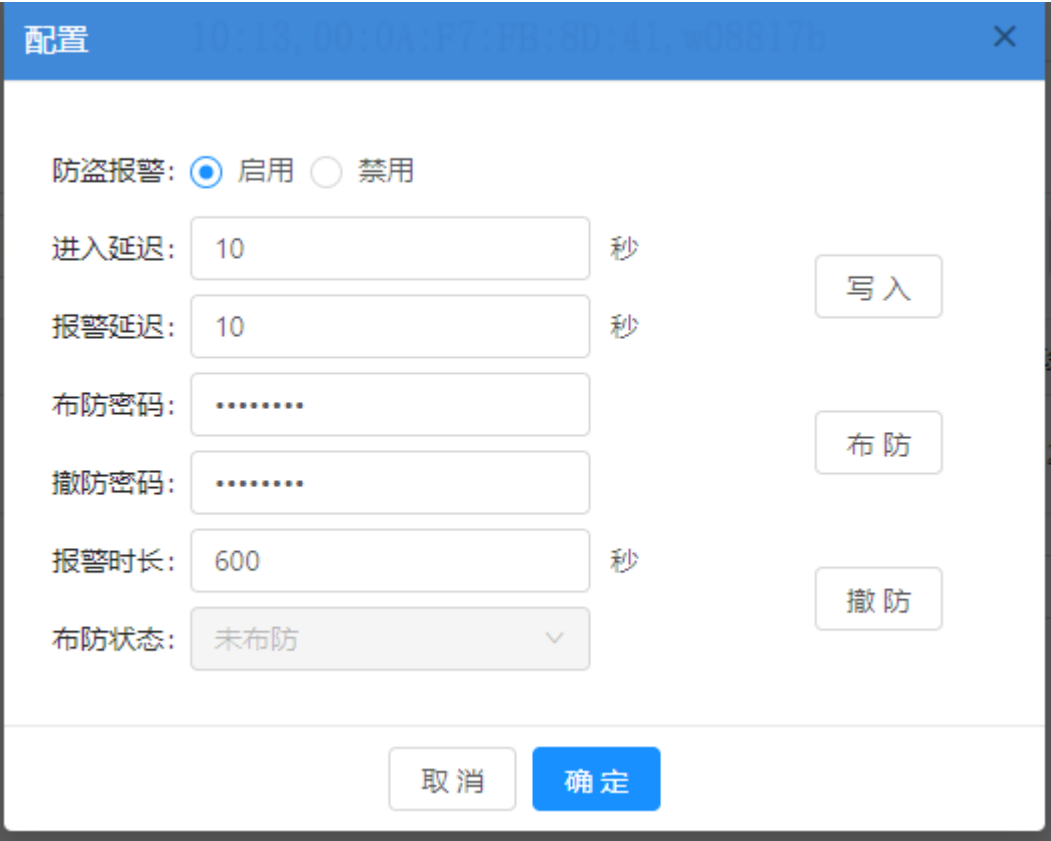 配置
10:13,00:0A:F7:FB:8D:41,w08817b
防盗报警: 启用 禁用
进入延迟: 10 秒
写入
报警延迟: 10 秒
布防密码: ••••••••
布防
撤防密码: ••••••••
报警时长: 600 秒
撤防
布防状态: 未布防
取消 确定